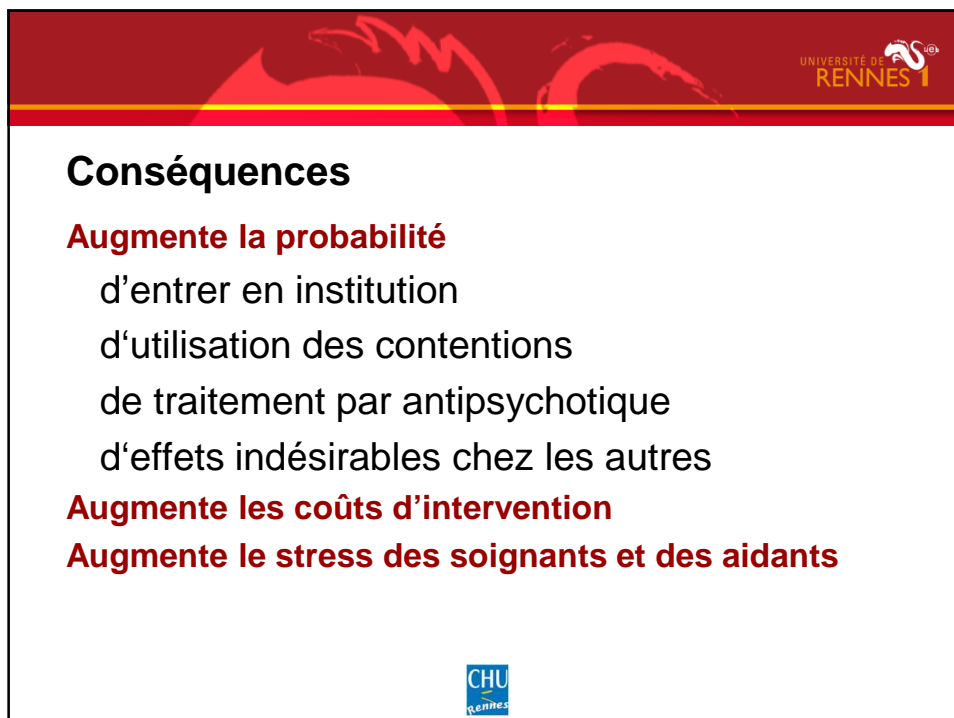 UNIVERSITÉ DE
RENNES 1
ueb
Conséquences
Augmente la probabilité
d’entrer en institution
d‘utilisation des contentions
de traitement par antipsychotique
d‘effets indésirables chez les autres
Augmente les coûts d’intervention
Augmente le stress des soignants et des aidants
CHU
Rennes